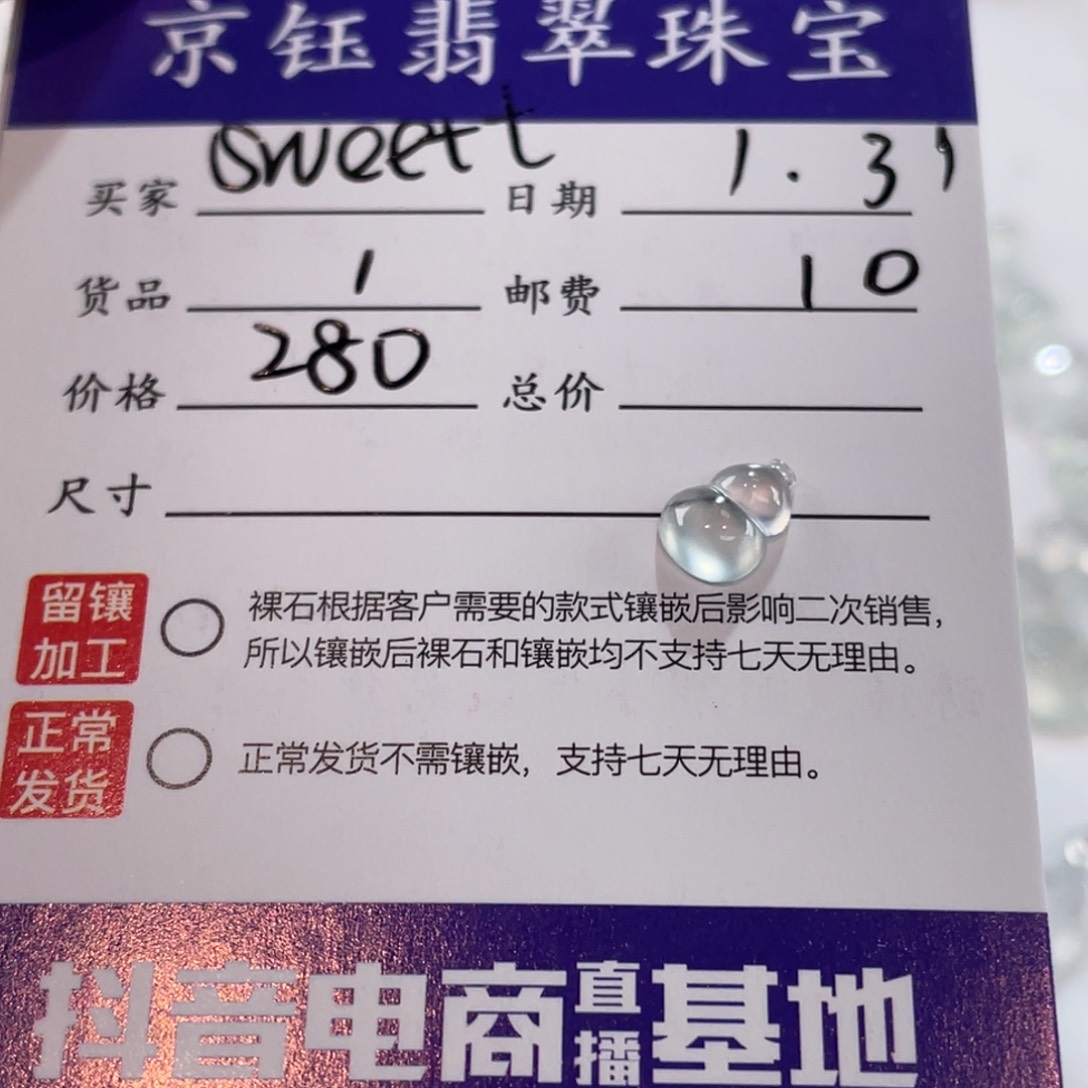 京钰翡翠珠宝
买家 sweet t 日期 1.31
货品 1 邮费 10
价格 280 总价
尺寸
留镶加工 裸石根据客户需要的款式镶嵌后影响二次销售,
所以镶嵌后裸石和镶嵌均不支持七天无理由。
正常发货 正常发货不需镶嵌,支持七天无理由。
抖音电商直播基地